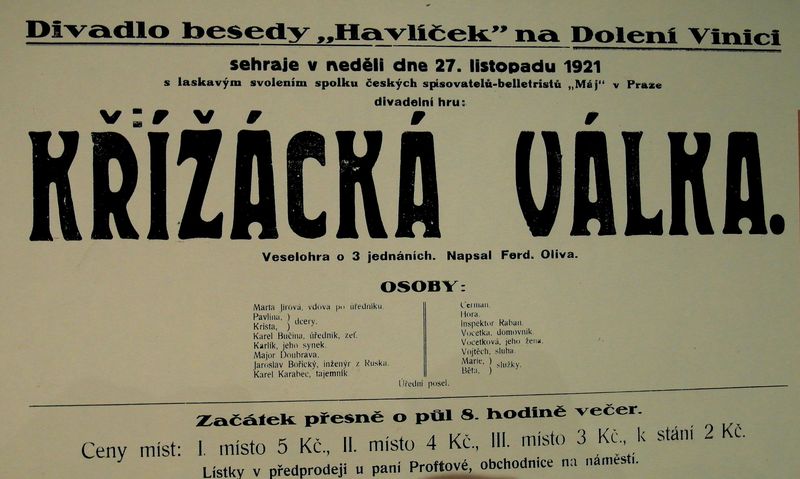 Divadlo besedy „Havlíček” na Dolení Vinici
sehraje v neděli dne 27. listopadu 1921
s laskavým svolením spolku českých spisovatelů-belletristů „Máj“ v Praze
divadelní hru:
KŘÍŽÁCKÁ VÁLKA.
Veselohra o 3 jednáních. Napsal Ferd. Oliva.
OSOBY:
Marta Jírová, vdova po úředníku.
Pavlina, )
Krista, ) dcery.
Karel Bučina, úředník, zeť.
Karlík, jeho synek.
Major Doubrava.
Jaroslav Bořický, inženýr z Ruska.
Karel Karabec, tajemník
Čermán.
Hora.
Inspektor Raban.
Vocetka, domovník.
Vocetková, jeho žena.
Vojtěch, sluha.
Marie, )
Běta, ) služky.
Úřední posel.
Začátek přesně o půl 8. hodině večer.
Ceny míst: I. místo 5 Kč., II. místo 4 Kč., III. místo 3 Kč., k stání 2 Kč.
Lístky v předprodeji u paní Proftové, obchodnice na náměstí.